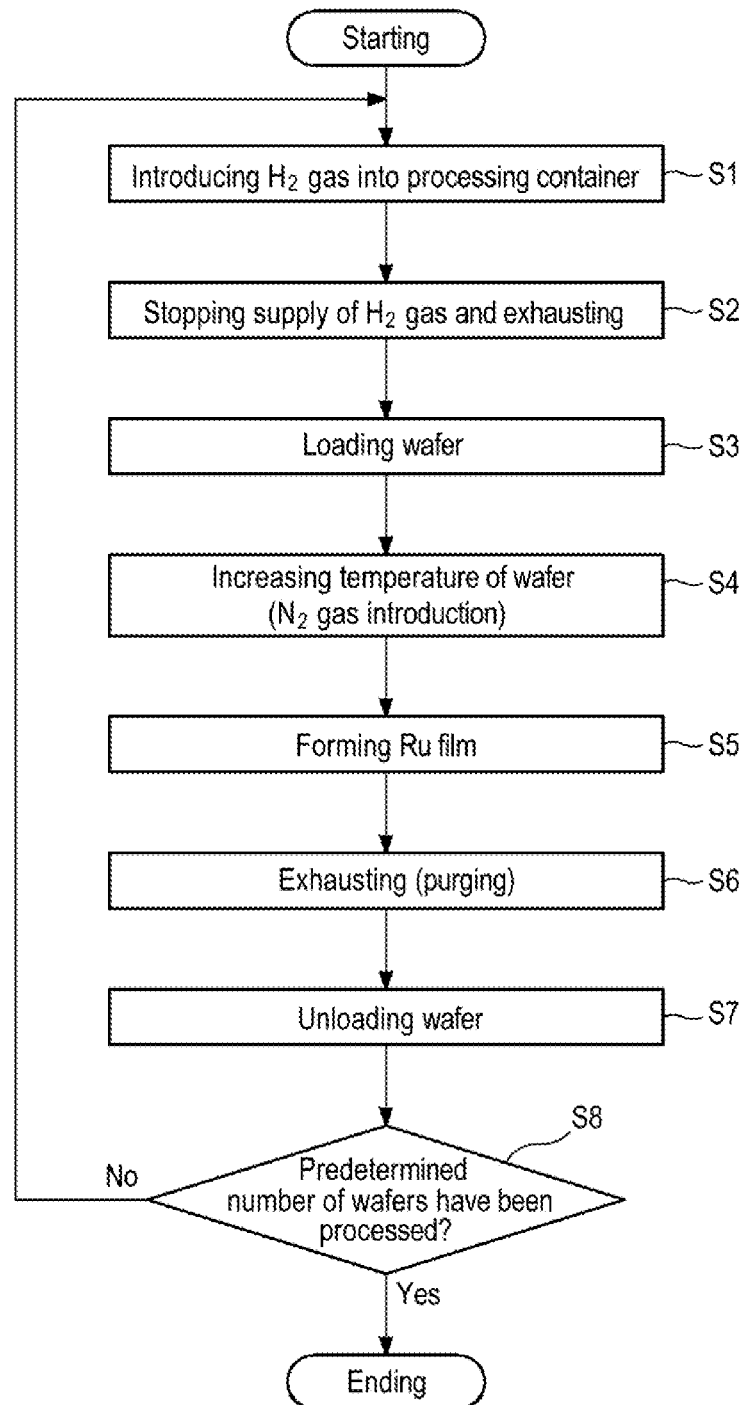 Starting
Introducing H₂ gas into processing container
S1
Stopping supply of H₂ gas and exhausting
S2
Loading wafer
S3
Increasing temperature of wafer
(N₂ gas introduction)
S4
Forming Ru film
S5
Exhausting (purging)
S6
Unloading wafer
S7
S8
No
Predetermined
number of wafers have been
processed?
Yes
Ending